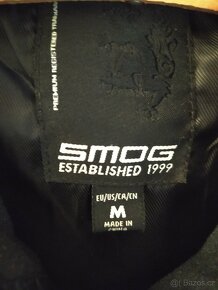 PREMIUM REGISTERED TRADEMARK
SMOG
ESTABLISHED 1999
EU/US/CA/CN
M
MADE IN
Bazos.cz